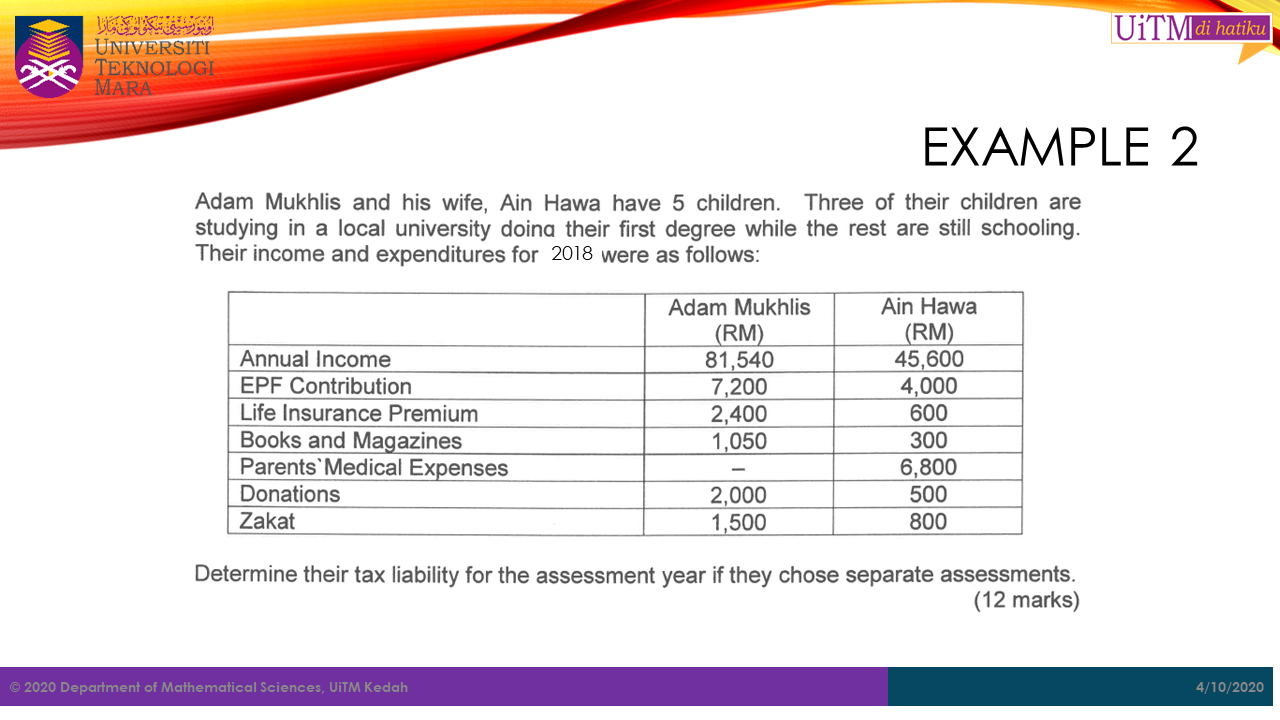 اونيۏرسيتي تيكنولوڬي مارا
UNIVERSITI
TEKNOLOGI
MARA
UiTM di hatiku
EXAMPLE 2
Adam Mukhlis and his wife, Ain Hawa have 5 children. Three of their children are
studying in a local university doing their first degree while the rest are still schooling.
Their income and expenditures for 2018 were as follows:
Adam Mukhlis (RM) Ain Hawa (RM)
Annual Income 81,540 45,600
EPF Contribution 7,200 4,000
Life Insurance Premium 2,400 600
Books and Magazines 1,050 300
Parents`Medical Expenses – 6,800
Donations 2,000 500
Zakat 1,500 800
Determine their tax liability for the assessment year if they chose separate assessments.
(12 marks)
© 2020 Department of Mathematical Sciences, UiTM Kedah 4/10/2020